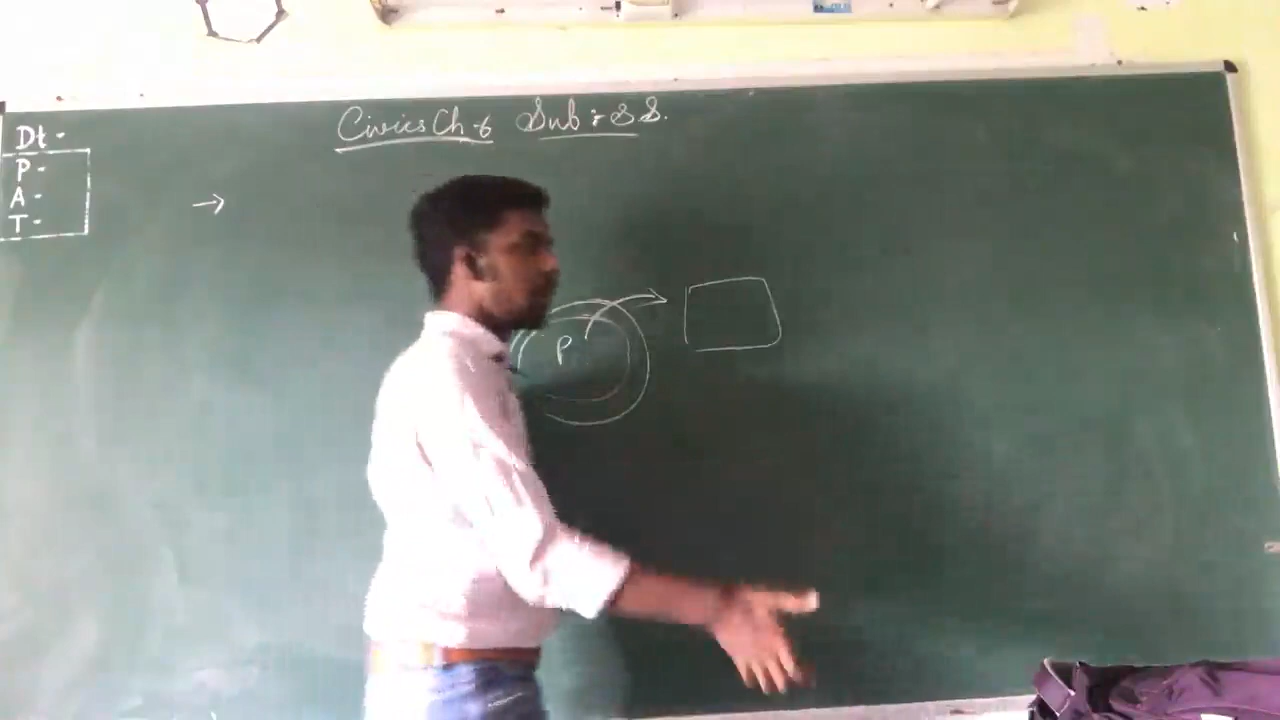 Civics Ch-6 Sub : S S.
Dt -
P -
A -
T -
→
P